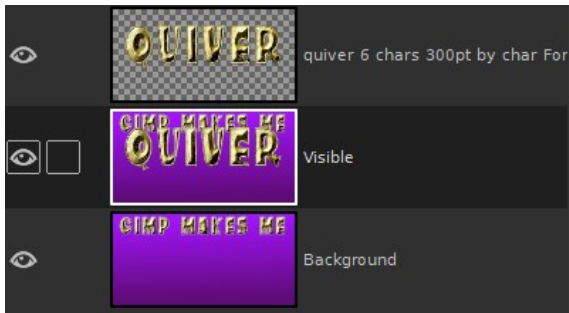 QUIVER
quiver 6 chars 300pt by char For
GIMP MAKES ME
QUIVER
Visible
GIMP MAKES ME
Background